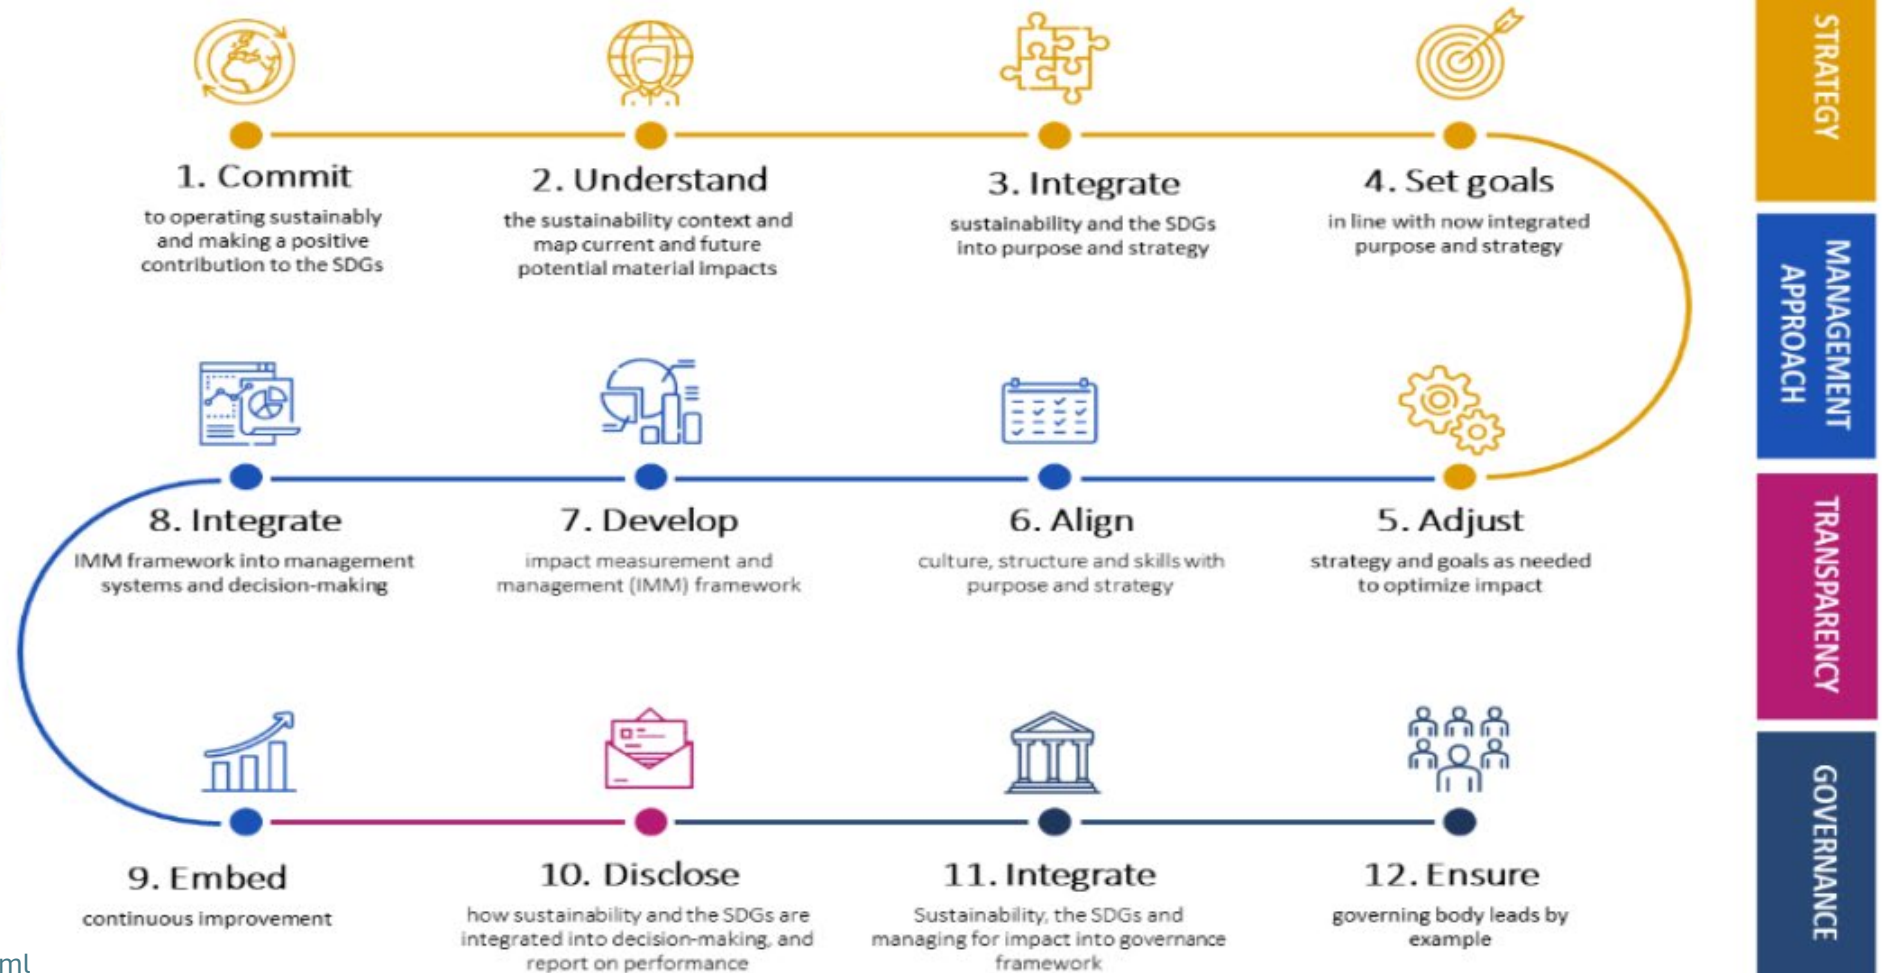 1. Commit
to operating sustainably
and making a positive
contribution to the SDGs
2. Understand
the sustainability context and
map current and future
potential material impacts
3. Integrate
sustainability and the SDGs
into purpose and strategy
4. Set goals
in line with now integrated
purpose and strategy
5. Adjust
strategy and goals as needed
to optimize impact
6. Align
culture, structure and skills with
purpose and strategy
7. Develop
impact measurement and
management (IMM) framework
8. Integrate
IMM framework into management
systems and decision-making
9. Embed
continuous improvement
10. Disclose
how sustainability and the SDGs are
integrated into decision-making, and
report on performance
11. Integrate
Sustainability, the SDGs and
managing for impact into governance
framework
12. Ensure
governing body leads by
example
STRATEGY
MANAGEMENT
APPROACH
TRANSPARENCY
GOVERNANCE
ml